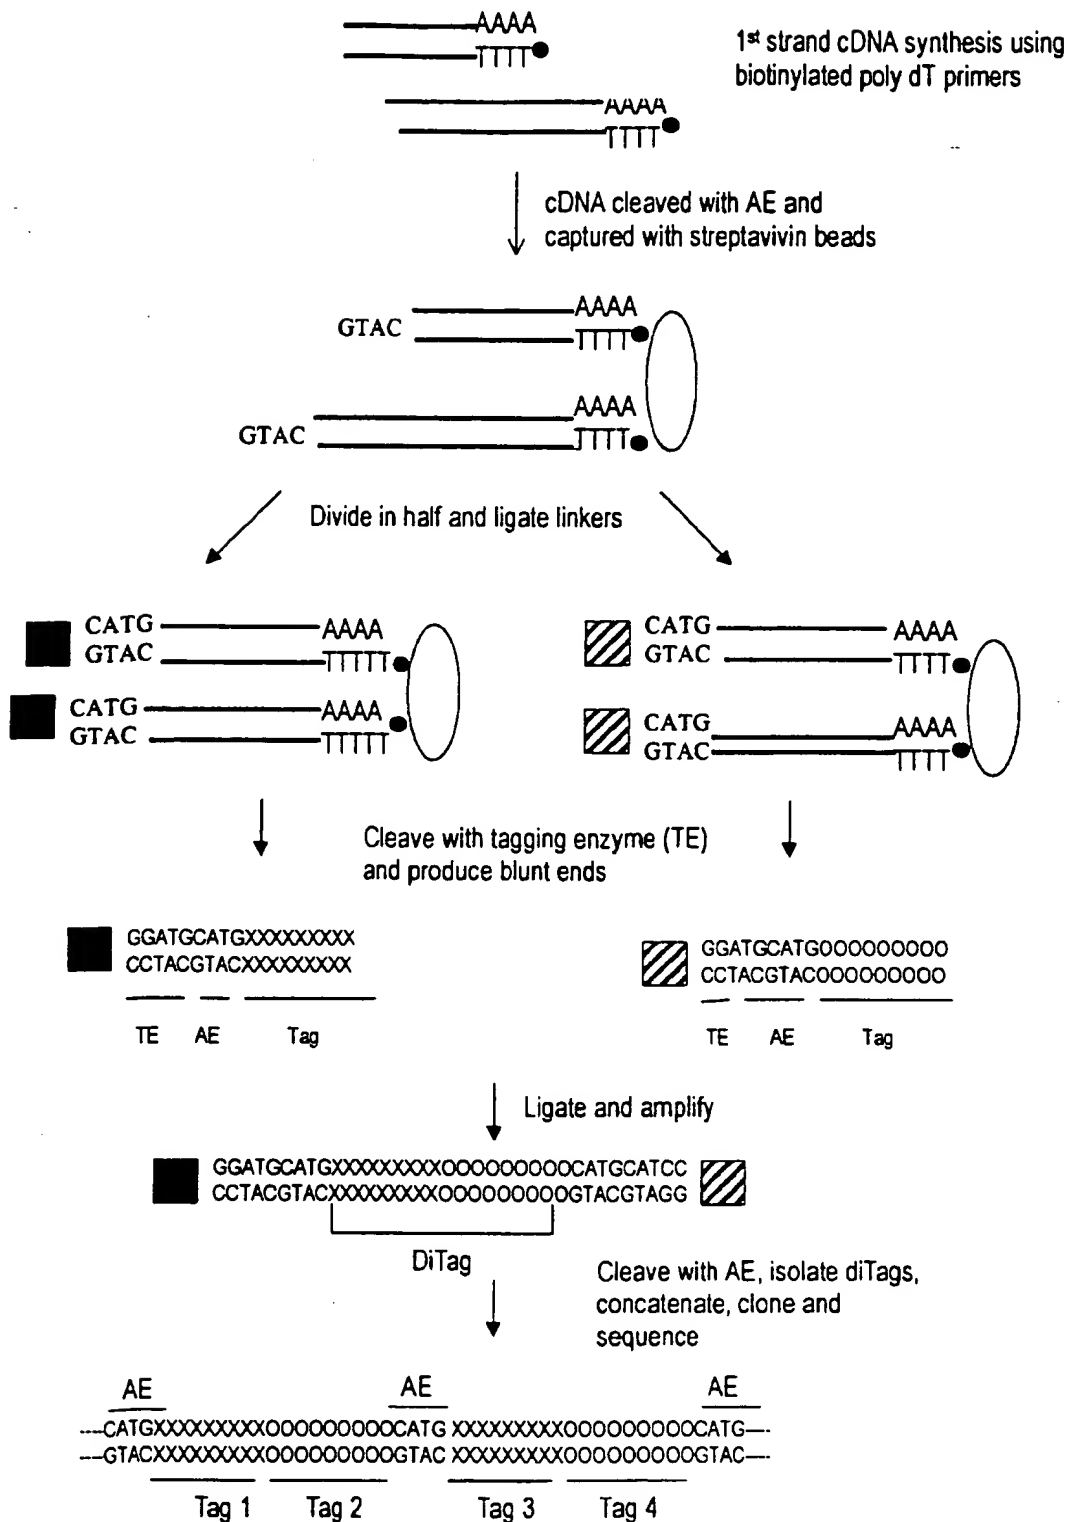 AAAA
1st strand cDNA synthesis using
TTTT
biotinylated poly dT primers
AAAA
TTTT
cDNA cleaved with AE and
captured with streptavivin beads
AAAA
GTAC
TTTT
AAAA
GTAC
TTTT
Divide in half and ligate linkers
CATG AAAA
GTAC TTTTT
CATG AAAA
GTAC TTTTT
CATG AAAA
GTAC TTTT
CATG AAAA
GTAC TTTT
Cleave with tagging enzyme (TE)
and produce blunt ends
GGATGCATGXXXXXXXXX
CCTACGTACXXXXXXXXX
TE AE Tag
GGATGCATGOOOOOOOOO
CCTACGTACOOOOOOOOO
TE AE Tag
Ligate and amplify
GGATGCATGXXXXXXXXXOOOOOOOOOCATGCATCC
CCTACGTACXXXXXXXXXOOOOOOOOOGTACGTAGG
DiTag
Cleave with AE, isolate diTags,
concatenate, clone and
sequence
AE AE AE
---CATGXXXXXXXXXOOOOOOOOOCATGXXXXXXXXXOOOOOOOOOCATG---
---GTACXXXXXXXXXOOOOOOOOOGTACXXXXXXXXXOOOOOOOOOGTAC---
Tag 1 Tag 2 Tag 3 Tag 4